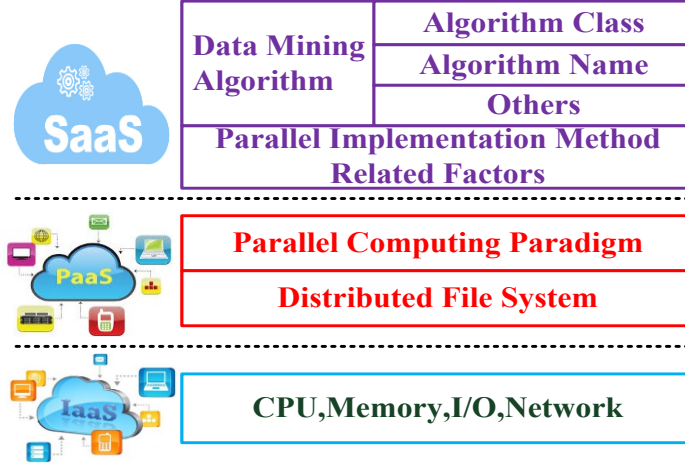 SaaS
Data Mining
Algorithm
Algorithm Class
Algorithm Name
Others
Parallel Implementation Method
Related Factors
PaaS
Parallel Computing Paradigm
Distributed File System
IaaS
CPU,Memory,I/O,Network